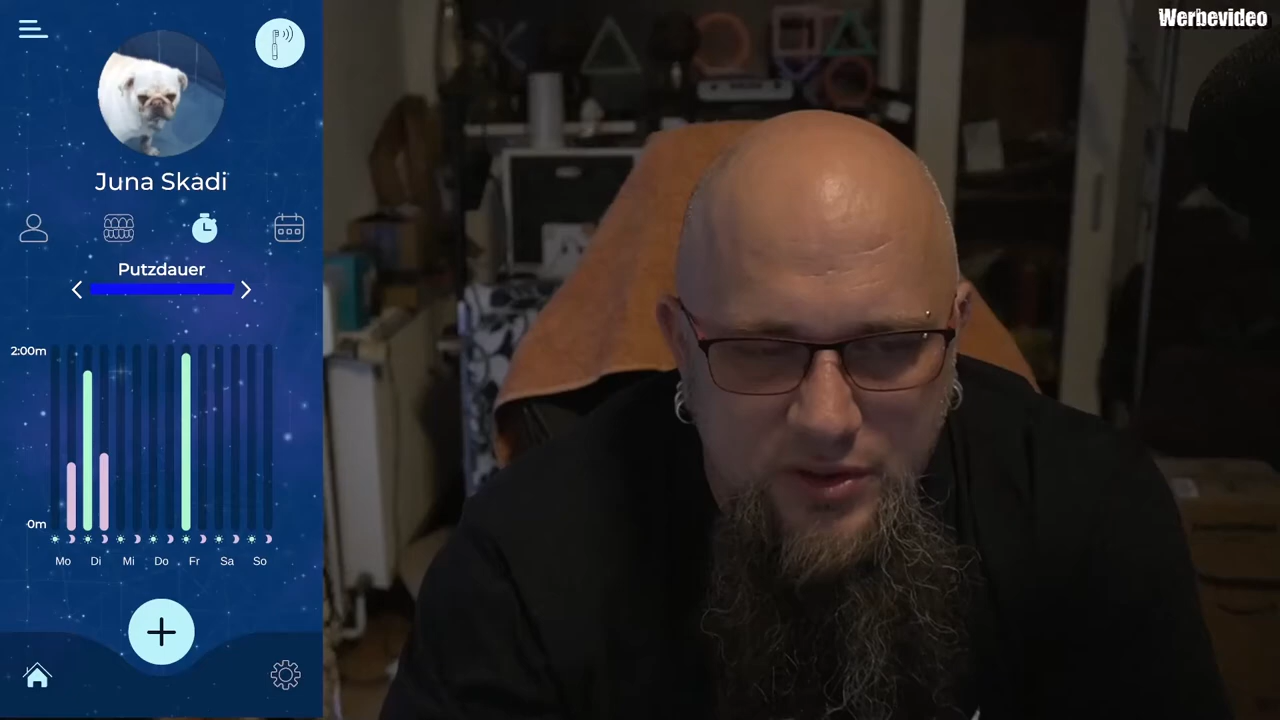 Werbevideo
Juna Skadi
Putzdauer
2:00m
0m
Mo Di Mi Do Fr Sa So